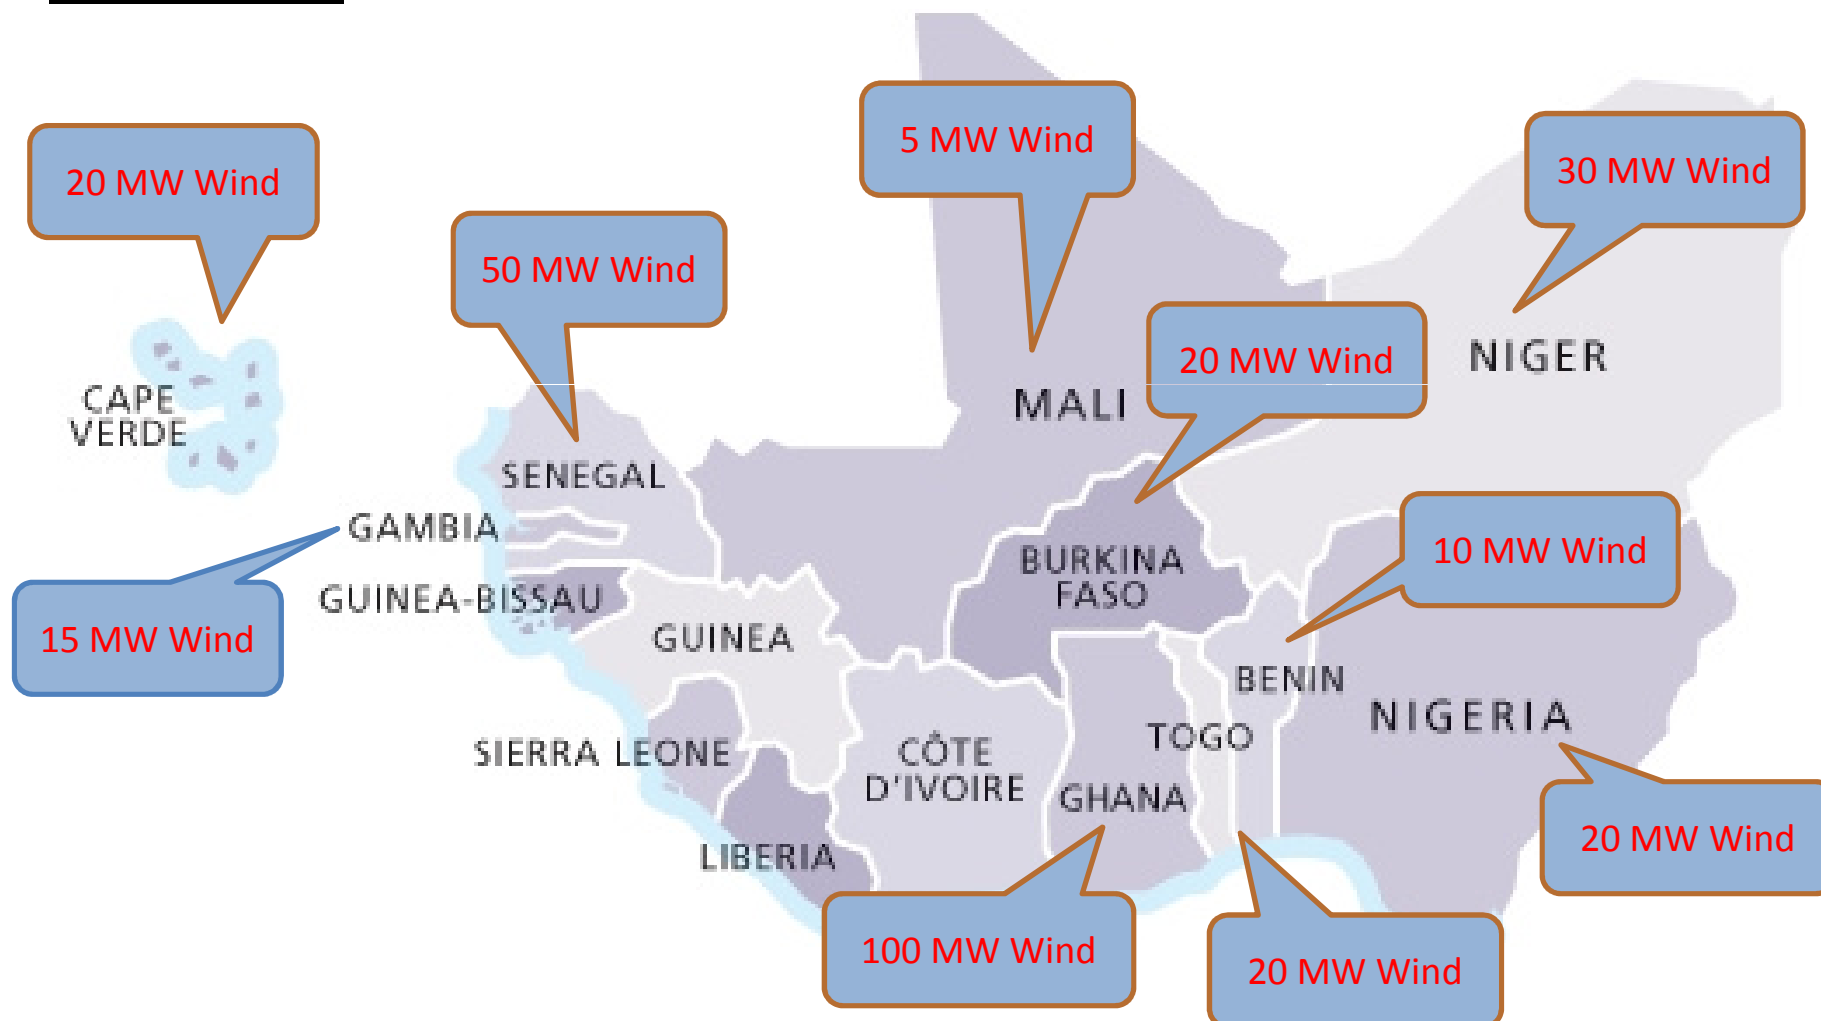 5 MW Wind
20 MW Wind
30 MW Wind
50 MW Wind
20 MW Wind
NIGER
MALI
CAPE
VERDE
SENEGAL
GAMBIA
10 MW Wind
BURKINA
FASO
GUINEA-BISSAU
15 MW Wind
GUINEA
BENIN
NIGERIA
TOGO
SIERRA LEONE
CÔTE
D'IVOIRE
GHANA
20 MW Wind
LIBERIA
100 MW Wind
20 MW Wind